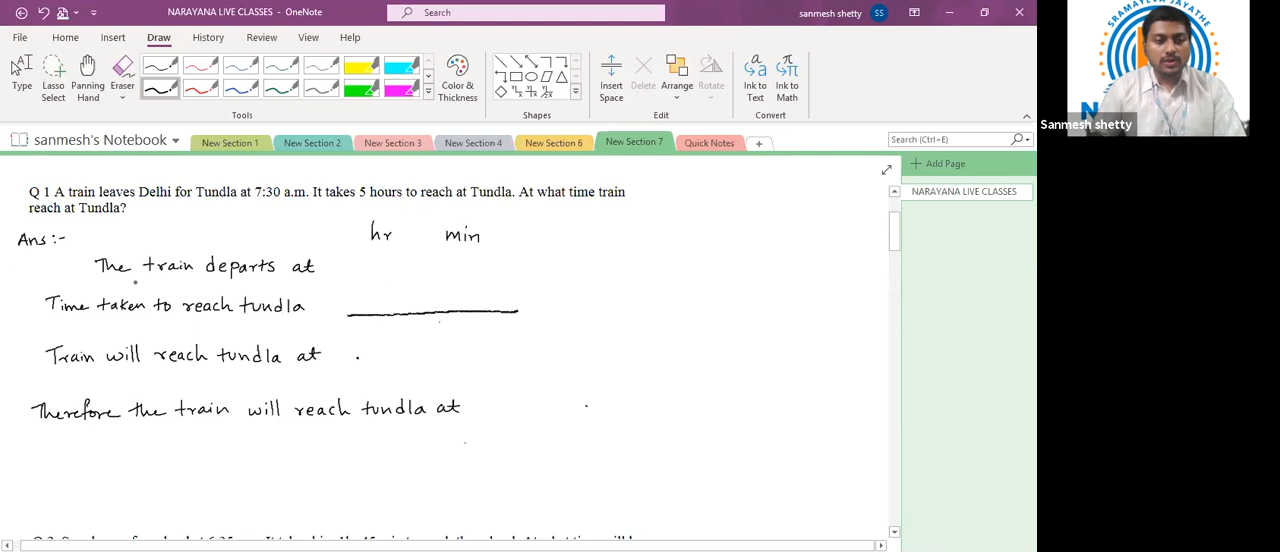 NARAYANA LIVE CLASSES - OneNote
Search
sanmesh shetty
SS
File Home Insert Draw History Review View Help
Type
Lasso Select
Panning Hand
Eraser
Color & Thickness
Insert Space
Delete
Arrange
Rotate
Ink to Text
Ink to Math
Tools
Shapes
Edit
Convert
sanmesh's Notebook
New Section 1
New Section 2
New Section 3
New Section 4
New Section 6
New Section 7
Quick Notes
Search (Ctrl+E)
Add Page
NARAYANA LIVE CLASSES
SRAMAYEVA JAYATHE
N
Sanmesh shetty
Q 1 A train leaves Delhi for Tundla at 7:30 a.m. It takes 5 hours to reach at Tundla. At what time train
reach at Tundla?
Ans :-
hr min
The train departs at
Time taken to reach tundla
Train will reach tundla at
Therefore the train will reach tundla at